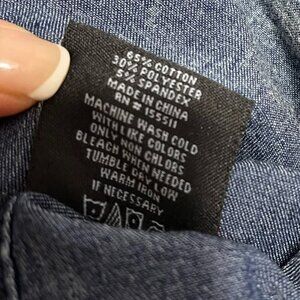 65% COTTON
30% POLYESTER
5% SPANDEX
MADE IN CHINA
RN # 155511
MACHINE WASH COLD
WITH LIKE COLORS
ONLY NON CHLORS
BLEACH WHEN NEEDED
TUMBLE DRY LOW
WARM IRON
IF NECESSARY